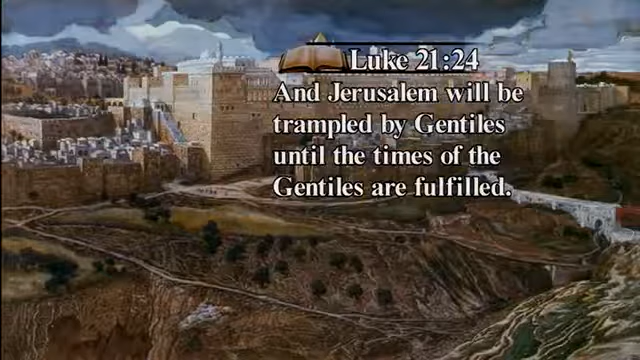 Luke 21:24
And Jerusalem will be
trampled by Gentiles
until the times of the
Gentiles are fulfilled.